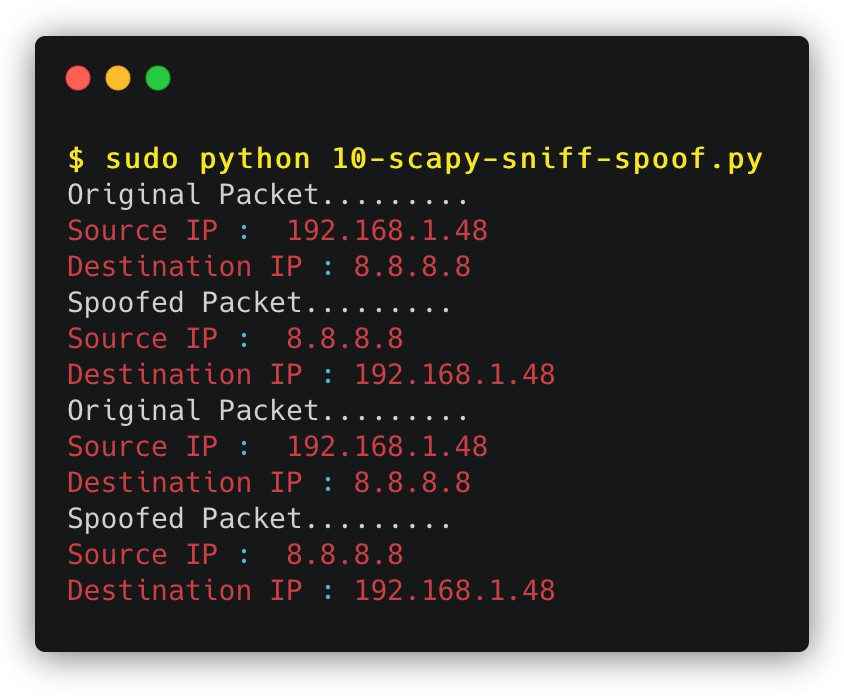 $ sudo python 10-scapy-sniff-spoof.py
Original Packet.........
Source IP :  192.168.1.48
Destination IP : 8.8.8.8
Spoofed Packet.........
Source IP :  8.8.8.8
Destination IP : 192.168.1.48
Original Packet.........
Source IP :  192.168.1.48
Destination IP : 8.8.8.8
Spoofed Packet.........
Source IP :  8.8.8.8
Destination IP : 192.168.1.48